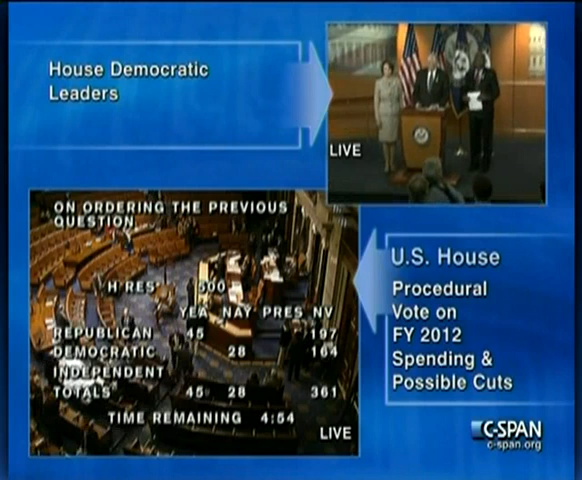 House Democratic
Leaders
LIVE
ON ORDERING THE PREVIOUS
QUESTION
H RES 500
YEA NAY PRES NV
REPUBLICAN 45 197
DEMOCRATIC 28 164
INDEPENDENT
TOTALS 45 28 361
TIME REMAINING 4:54
LIVE
U.S. House
Procedural
Vote on
FY 2012
Spending &
Possible Cuts
C-SPAN
c-span.org